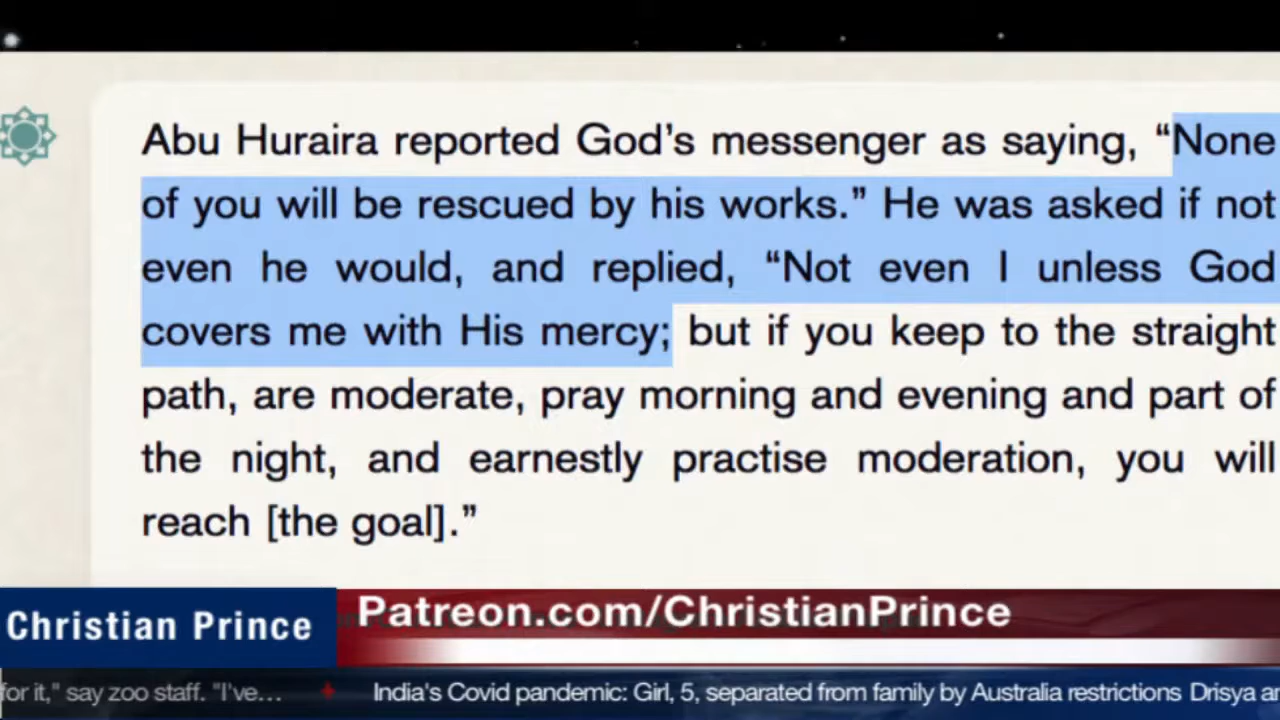 Abu Huraira reported God's messenger as saying, “None
of you will be rescued by his works.” He was asked if not
even he would, and replied, “Not even I unless God
covers me with His mercy; but if you keep to the straight
path, are moderate, pray morning and evening and part of
the night, and earnestly practise moderation, you will
reach [the goal].”
Christian Prince
Patreon.com/ChristianPrince
for it," say zoo staff. "I've... India's Covid pandemic: Girl, 5, separated from family by Australia restrictions Drisya